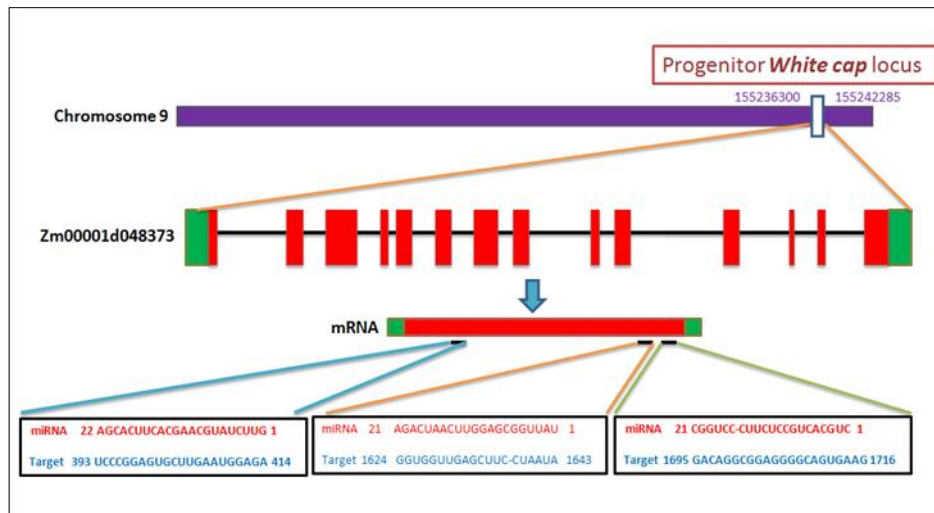 Progenitor White cap locus
155236300 155242285
Chromosome 9
Zm00001d048373
mRNA
miRNA 22 AGCACUUCACGAACGUAUCUUG 1
Target 393 UCCCGGAGUGCUUGAAUGGAGA 414
miRNA 21 AGACUAACUUGGAGCGGUUAU 1
Target 1624 GGUGGUUGAGCUUC-CUAAUA 1643
miRNA 21 CGGUCC-CUUCUCCGUCACGUC 1
Target 1695 GACAGGCGGAGGGGCAGUGAAG 1716